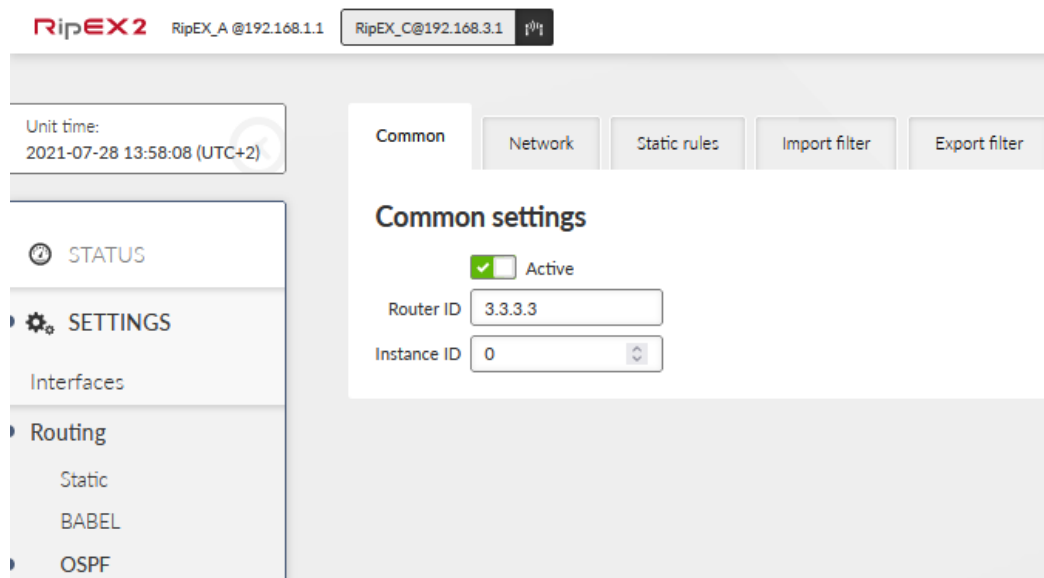 RipEX2 RipEX_A @192.168.1.1 RipEX_C@192.168.3.1
Unit time:
2021-07-28 13:58:08 (UTC+2)
Common Network Static rules Import filter Export filter
Common settings
Active
Router ID 3.3.3.3
Instance ID 0
STATUS
SETTINGS
Interfaces
Routing
Static
BABEL
OSPF